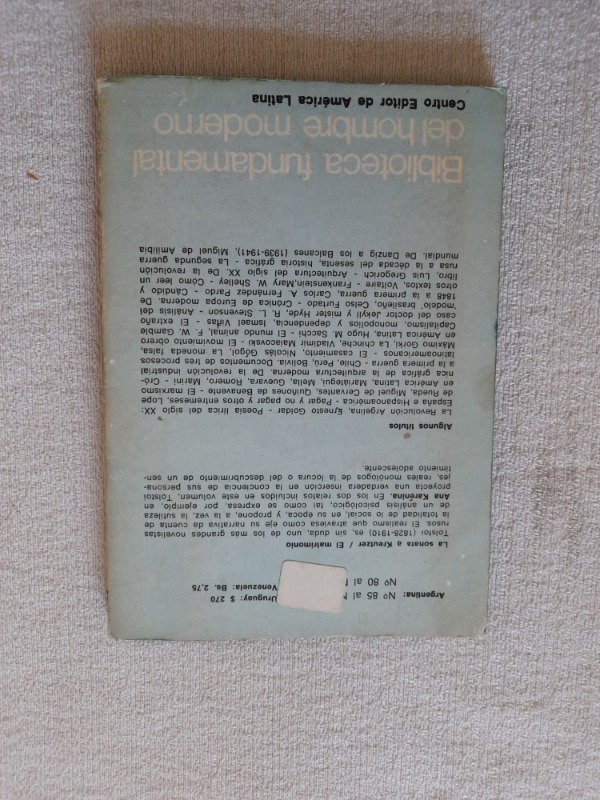 Argentina: Nº 85 al
Uruguay: $ 270
Nº 80 al
Venezuela: Bs. 2,75
La sonata a Kreutzer / El matrimonio
Tolstoi (1828-1910) es, sin duda, uno de los más grandes novelistas
rusos. El realismo que atraviesa como eje su narrativa da cuenta de
la totalidad de lo social, en su época, y propone, a la vez, la sutileza
de un análisis psicológico, tal como se expresa, por ejemplo, en
Ana Karénina. En los dos relatos incluidos en este volumen, Tolstoi
proyecta una verdadera inserción en la conciencia de sus persona-
jes, reales monólogos de la locura o del descubrimiento de un sen-
timiento adolescente.
Algunos títulos
La Revolución Argelina, Ernesto Goldar - Poesía lírica del siglo XX:
España e Hispanoamérica - Pagar y no pagar y otros entremeses, Lope
de Rueda, Miguel de Cervantes, Quiñones de Benavente - El marxismo
en América Latina, Mariátegui, Mella, Guevara, Romero, Marini - Cró-
nica gráfica de la arquitectura moderna. De la revolución industrial
a la primera guerra - Chile, Perú, Bolivia. Documentos de tres procesos
latinoamericanos - El casamiento, Nicolás Gógol, La moneda falsa,
Máximo Gorki, La chinche, Vladimir Maiacovski - El movimiento obrero
en América Latina, Hugo M. Sacchi - El mundo animal, F. W. Gamble
Capitalismo, monopolios y dependencia, Ismael Viñas - El extraño
caso del doctor Jekyll y míster Hyde, R. L. Stevenson - Análisis del
"modelo brasileño, Celso Furtado - Crónica de Europa moderna. De
1848 a la primera guerra, Carlos A. Fernández Pardo - Cándido y
otros textos, Voltaire - Frankenstein, Mary W. Shelley - Cómo leer un
libro, Luis Gregorich - Arquitectura del siglo XX. De la revolución
rusa a la década del sesenta, historia gráfica - La segunda guerra
mundial. De Danzig a los Balcanes (1939-1941), Miguel de Amilibia
Biblioteca fundamental
del hombre moderno
Centro Editor de América Latina